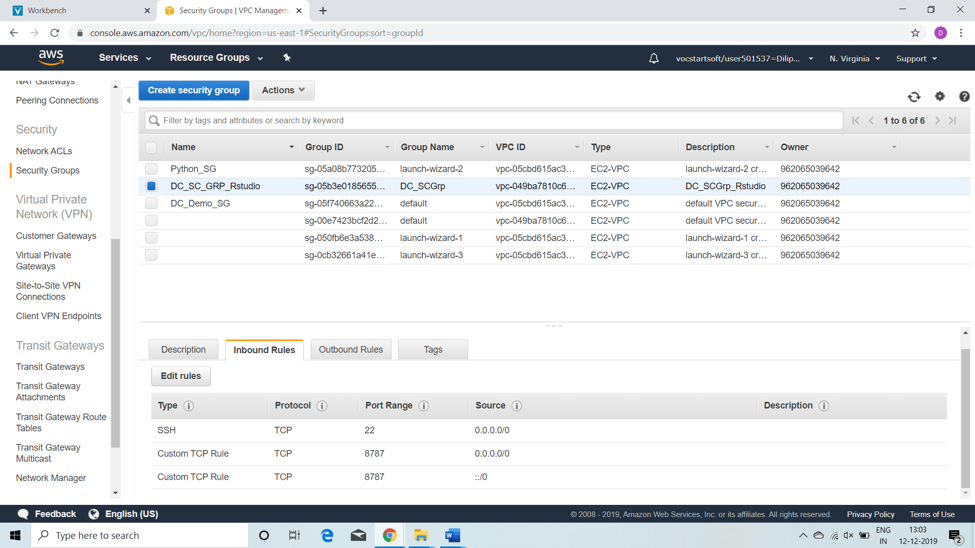 Workbench
Security Groups | VPC Managem
console.aws.amazon.com/vpc/home?region=us-east-1#SecurityGroups:sort=groupId
D
aws
Services
Resource Groups
vocstartsoft/user501537=Dilip...
N. Virginia
Support
NAT Gateways
Peering Connections
Security
Network ACLs
Security Groups
Virtual Private
Network (VPN)
Customer Gateways
Virtual Private
Gateways
Site-to-Site VPN
Connections
Client VPN Endpoints
Transit Gateways
Transit Gateways
Transit Gateway
Attachments
Transit Gateway Route
Tables
Transit Gateway
Multicast
Network Manager
Create security group
Actions
Filter by tags and attributes or search by keyword
1 to 6 of 6
Name Group ID Group Name VPC ID Type Description Owner
Python_SG sg-05a08b773205... launch-wizard-2 vpc-05cbd615ac3... EC2-VPC launch-wizard-2 cr... 962065039642
DC_SC_GRP_Rstudio sg-05b3e0185655... DC_SCGrp vpc-049ba7810c6... EC2-VPC DC_SCGrp_Rstudio 962065039642
DC_Demo_SG sg-05f740663a22... default vpc-05cbd615ac3... EC2-VPC default VPC secur... 962065039642
sg-00e7423bcf2d2... default vpc-049ba7810c6... EC2-VPC default VPC secur... 962065039642
sg-050fb6e3a538... launch-wizard-1 vpc-05cbd615ac3... EC2-VPC launch-wizard-1 cr... 962065039642
sg-0cb32661a41e... launch-wizard-3 vpc-05cbd615ac3... EC2-VPC launch-wizard-3 cr... 962065039642
Description Inbound Rules Outbound Rules Tags
Edit rules
Type Protocol Port Range Source Description
SSH TCP 22 0.0.0.0/0
Custom TCP Rule TCP 8787 0.0.0.0/0
Custom TCP Rule TCP 8787 ::/0
Feedback
English (US)
© 2008 - 2019, Amazon Web Services, Inc. or its affiliates. All rights reserved.
Privacy Policy
Terms of Use
Type here to search
ENG
IN
13:03
12-12-2019
2